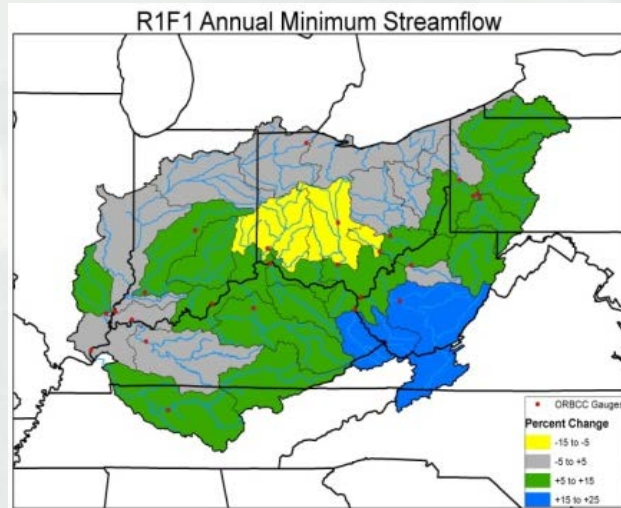 R1F1 Annual Minimum Streamflow
ORBCC Gauges
Percent Change
-15 to -5
-5 to +5
+5 to +15
+15 to +25